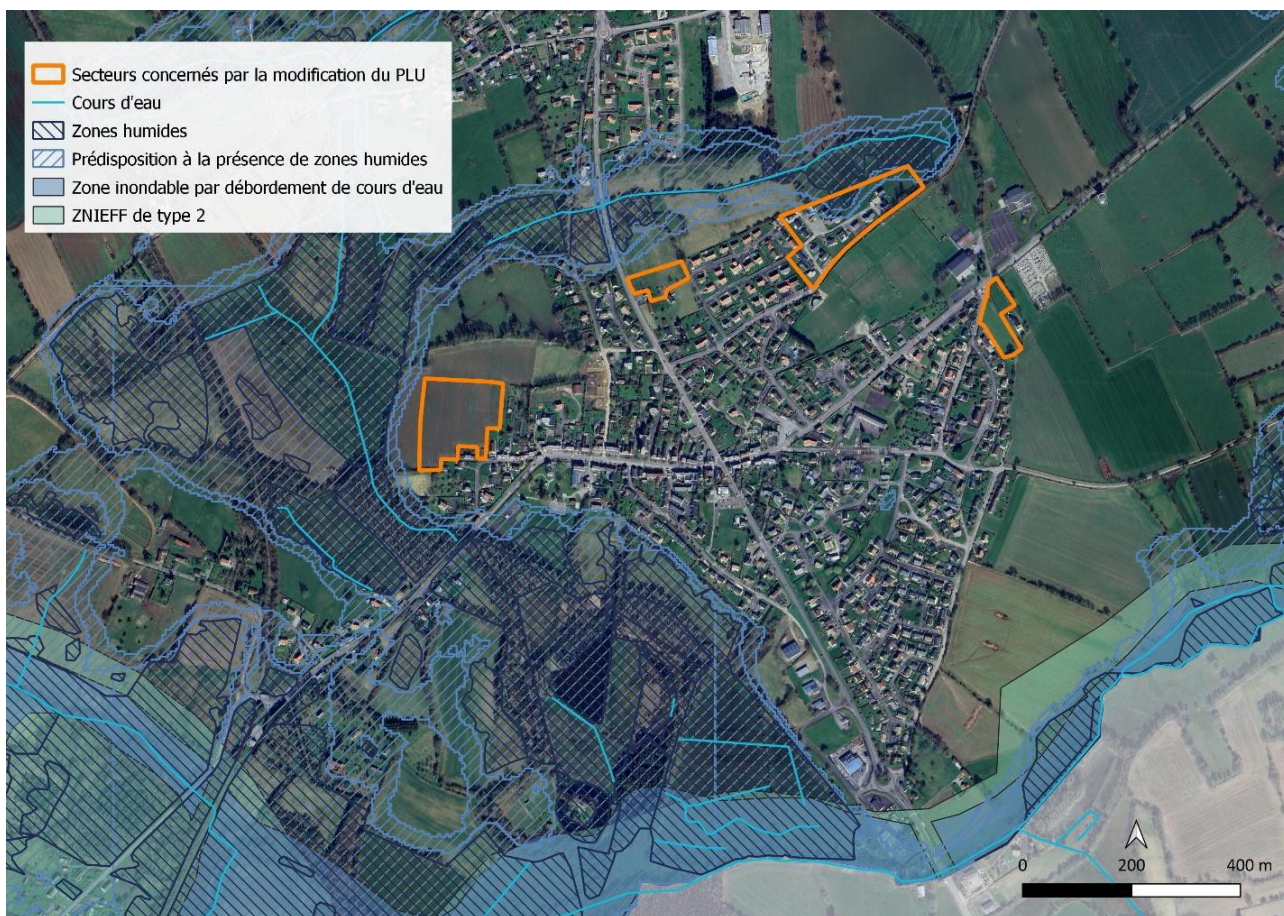 Secteurs concernés par la modification du PLU
Cours d'eau
Zones humides
Prédisposition à la présence de zones humides
Zone inondable par débordement de cours d'eau
ZNIEFF de type 2
0 200 400 m